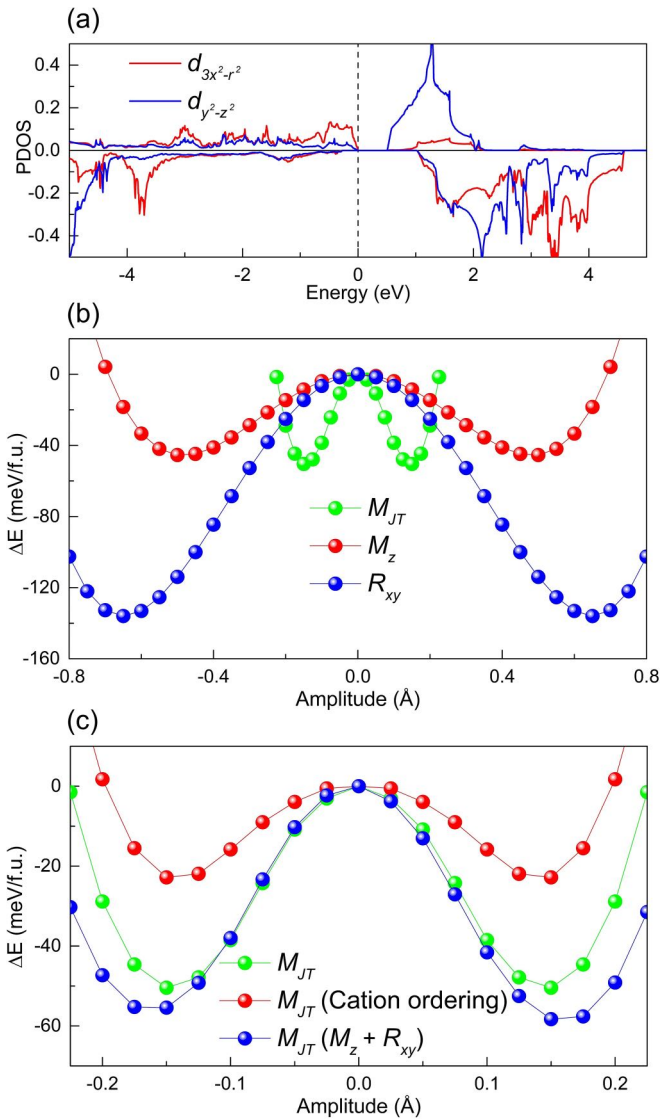 (a)
0.4
0.2
0.0
-0.2
-0.4
PDOS
d3x²-r²
dy²-z²
-4 -2 0 2 4
Energy (eV)
(b)
0
-40
-80
-120
-160
ΔE (meV/f.u.)
MJT
Mz
Rxy
-0.8 -0.4 0.0 0.4 0.8
Amplitude (Å)
(c)
0
-20
-40
-60
ΔE (meV/f.u.)
MJT
MJT (Cation ordering)
MJT (Mz + Rxy)
-0.2 -0.1 0.0 0.1 0.2
Amplitude (Å)